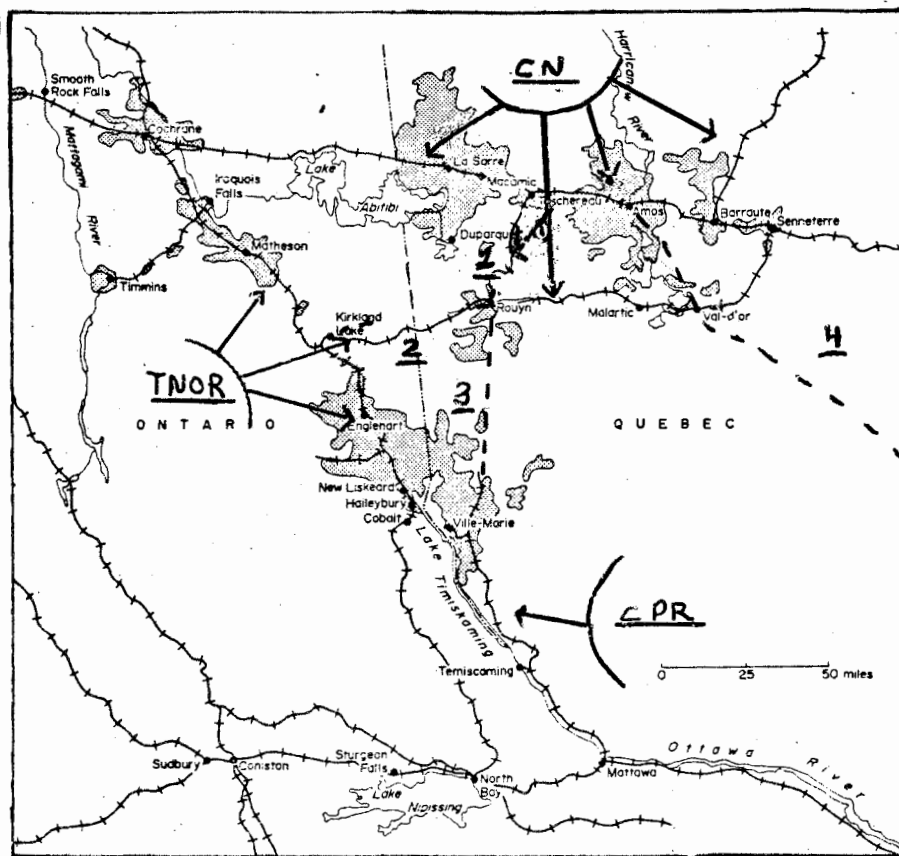 CN
Harricanaw
River
Smooth
Rock Falls
Cochrane
Mattagami
River
Iroquois
Falls
Lake
Abitibi
La Sarre
Macamic
Taschereau
Amos
Barraute
Senneterre
Duparquet
Matheson
Timmins
1
Kirkland
Lake
Rouyn
Malartic
Val-d'or
2
4
TNOR
3
ONTARIO
QUEBEC
Englehart
New Liskeard
Haileybury
Cobalt
Ville-Marie
Lake Timiskaming
CPR
Temiscaming
0 25 50 miles
Ottawa
River
Sudbury
Coniston
Sturgeon
Falls
North
Bay
Mattawa
Lake
Nipissing